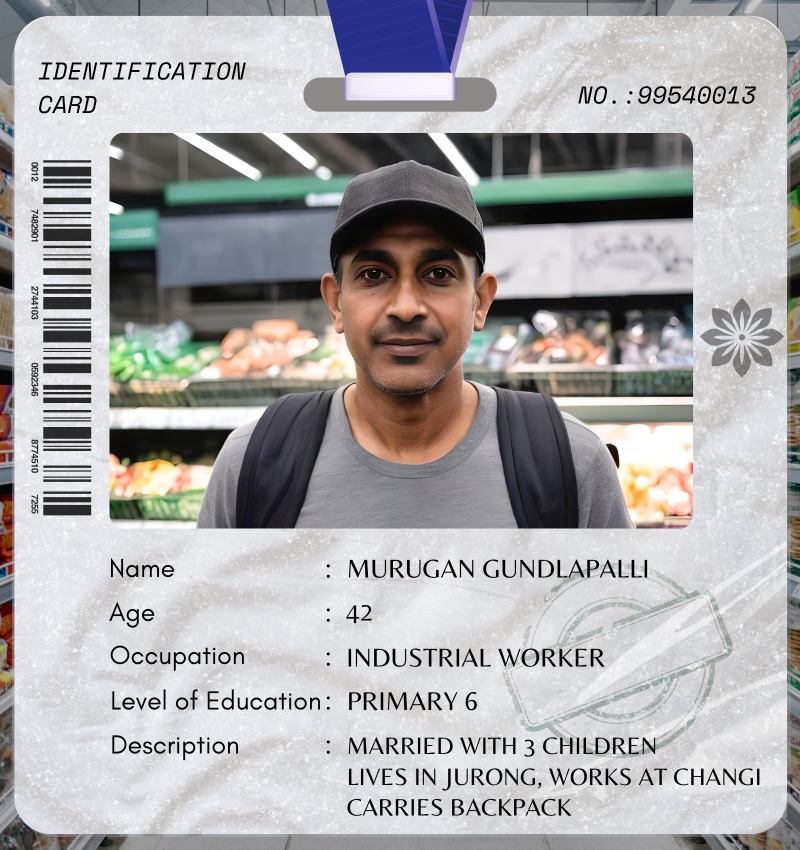 IDENTIFICATION
CARD
NO.:99540013
0012
7482901
2744103
0592346
8774510
7255
Name : MURUGAN GUNDLAPALLI
Age : 42
Occupation : INDUSTRIAL WORKER
Level of Education : PRIMARY 6
Description : MARRIED WITH 3 CHILDREN
LIVES IN JURONG, WORKS AT CHANGI
CARRIES BACKPACK